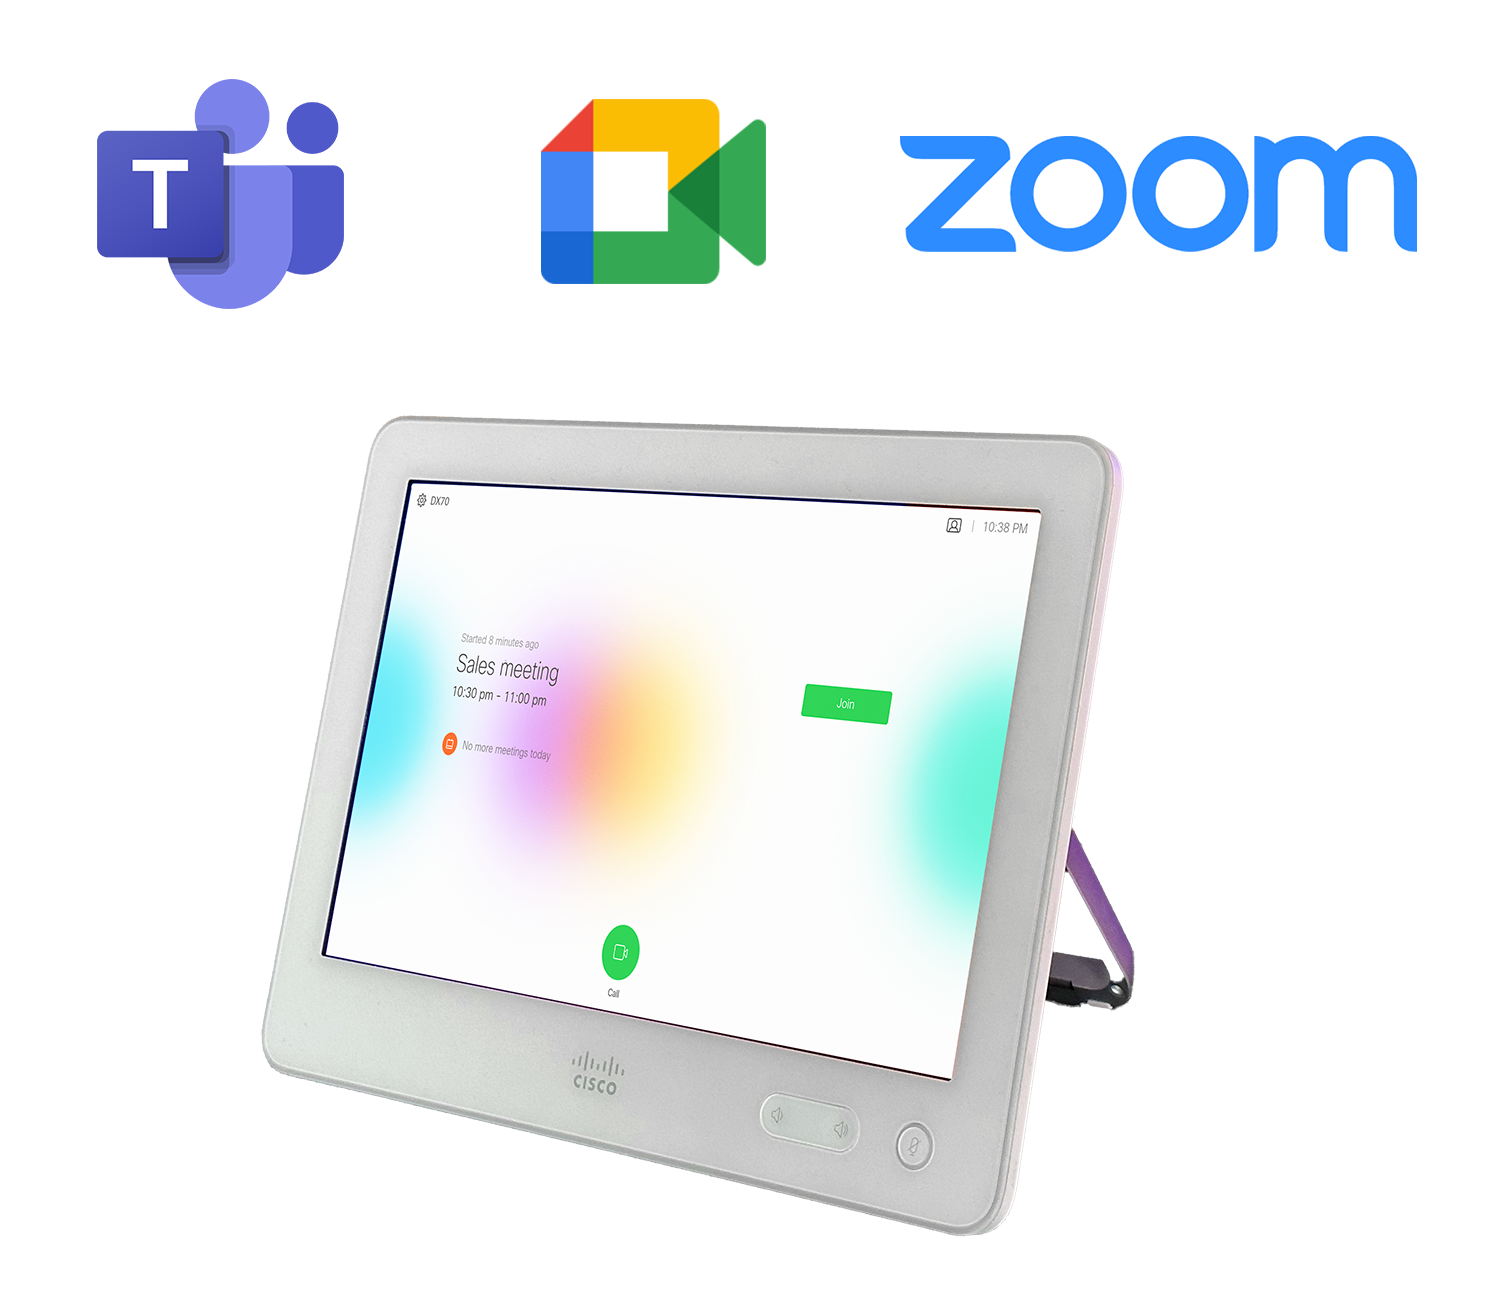 T
zoom
DX70
10:38 PM
Started 8 minutes ago
Sales meeting
10:30 pm - 11:00 pm
Join
No more meetings today
Call
CISCO